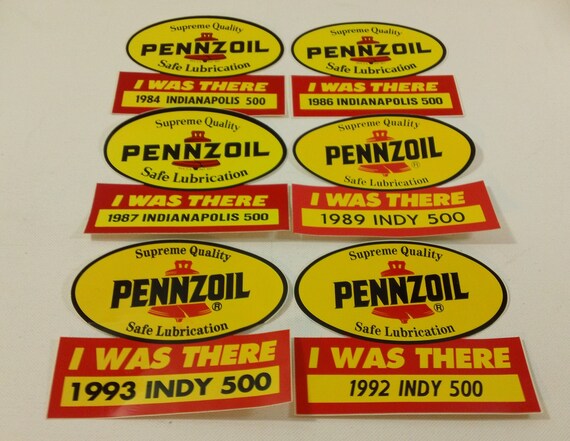 Supreme Quality
PENNZOIL
Safe Lubrication
I WAS THERE
1984 INDIANAPOLIS 500
Supreme Quality
PENNZOIL
Safe Lubrication
I WAS THERE
1986 INDIANAPOLIS 500
Supreme Quality
PENNZOIL
Safe Lubrication
I WAS THERE
1987 INDIANAPOLIS 500
Supreme Quality
PENNZOIL®
Safe Lubrication
I WAS THERE
1989 INDY 500
Supreme Quality
PENNZOIL®
Safe Lubrication
I WAS THERE
1993 INDY 500
Supreme Quality
PENNZOIL®
Safe Lubrication
I WAS THERE
1992 INDY 500